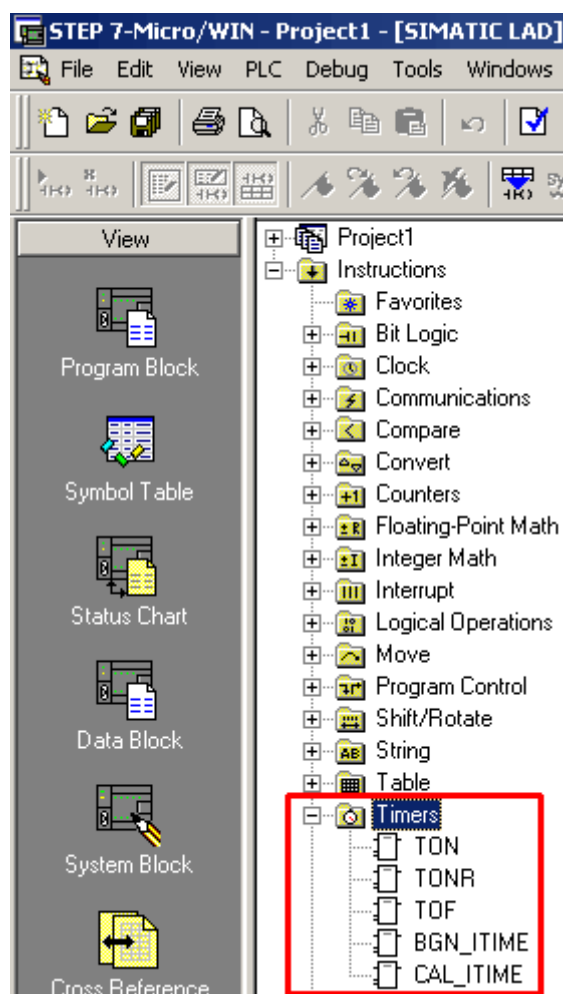 STEP 7-Micro/WIN - Project1 - [SIMATIC LAD]
File Edit View PLC Debug Tools Windows
View
Program Block
Symbol Table
Status Chart
Data Block
System Block
Cross Reference
Project1
Instructions
Favorites
Bit Logic
Clock
Communications
Compare
Convert
Counters
Floating-Point Math
Integer Math
Interrupt
Logical Operations
Move
Program Control
Shift/Rotate
String
Table
Timers
TON
TONR
TOF
BGN_ITIME
CAL_ITIME